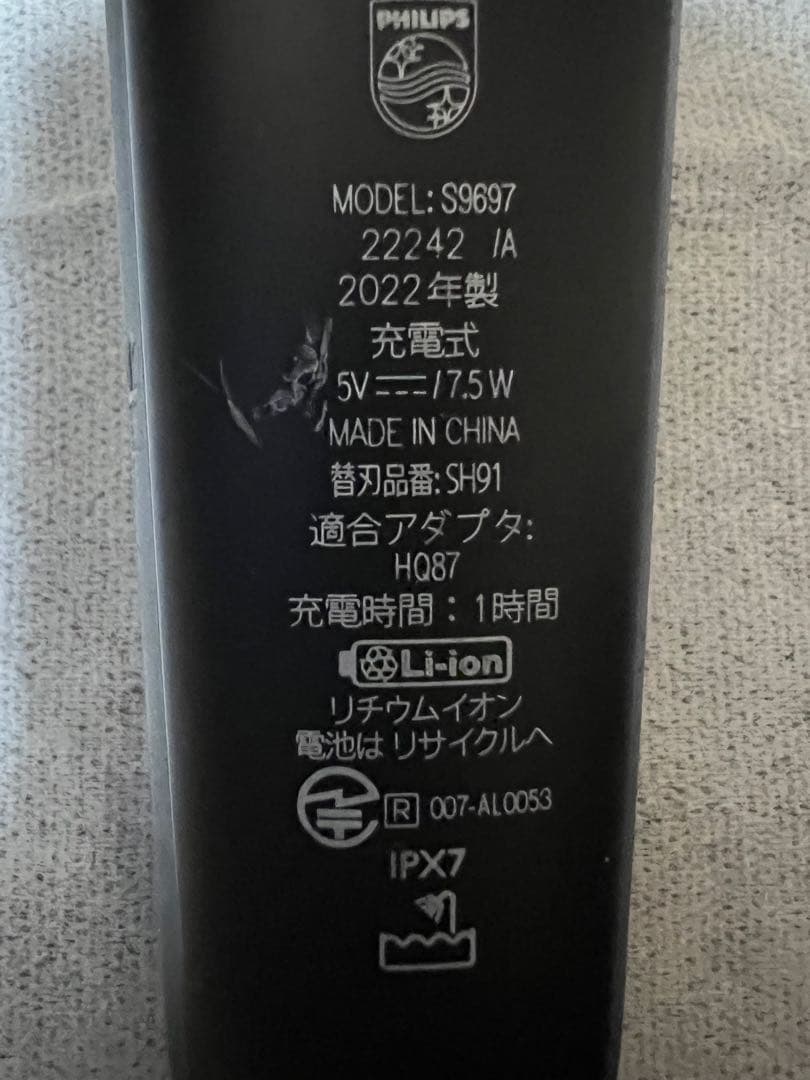 PHILIPS
MODEL: S9697
22242 /A
2022年製
充電式
5V⎓/7.5W
MADE IN CHINA
替刃品番: SH91
適合アダプタ:
HQ87
充電時間: 1時間
Li-ion
リチウムイオン
電池はリサイクルへ
R 007-AL0053
IPX7